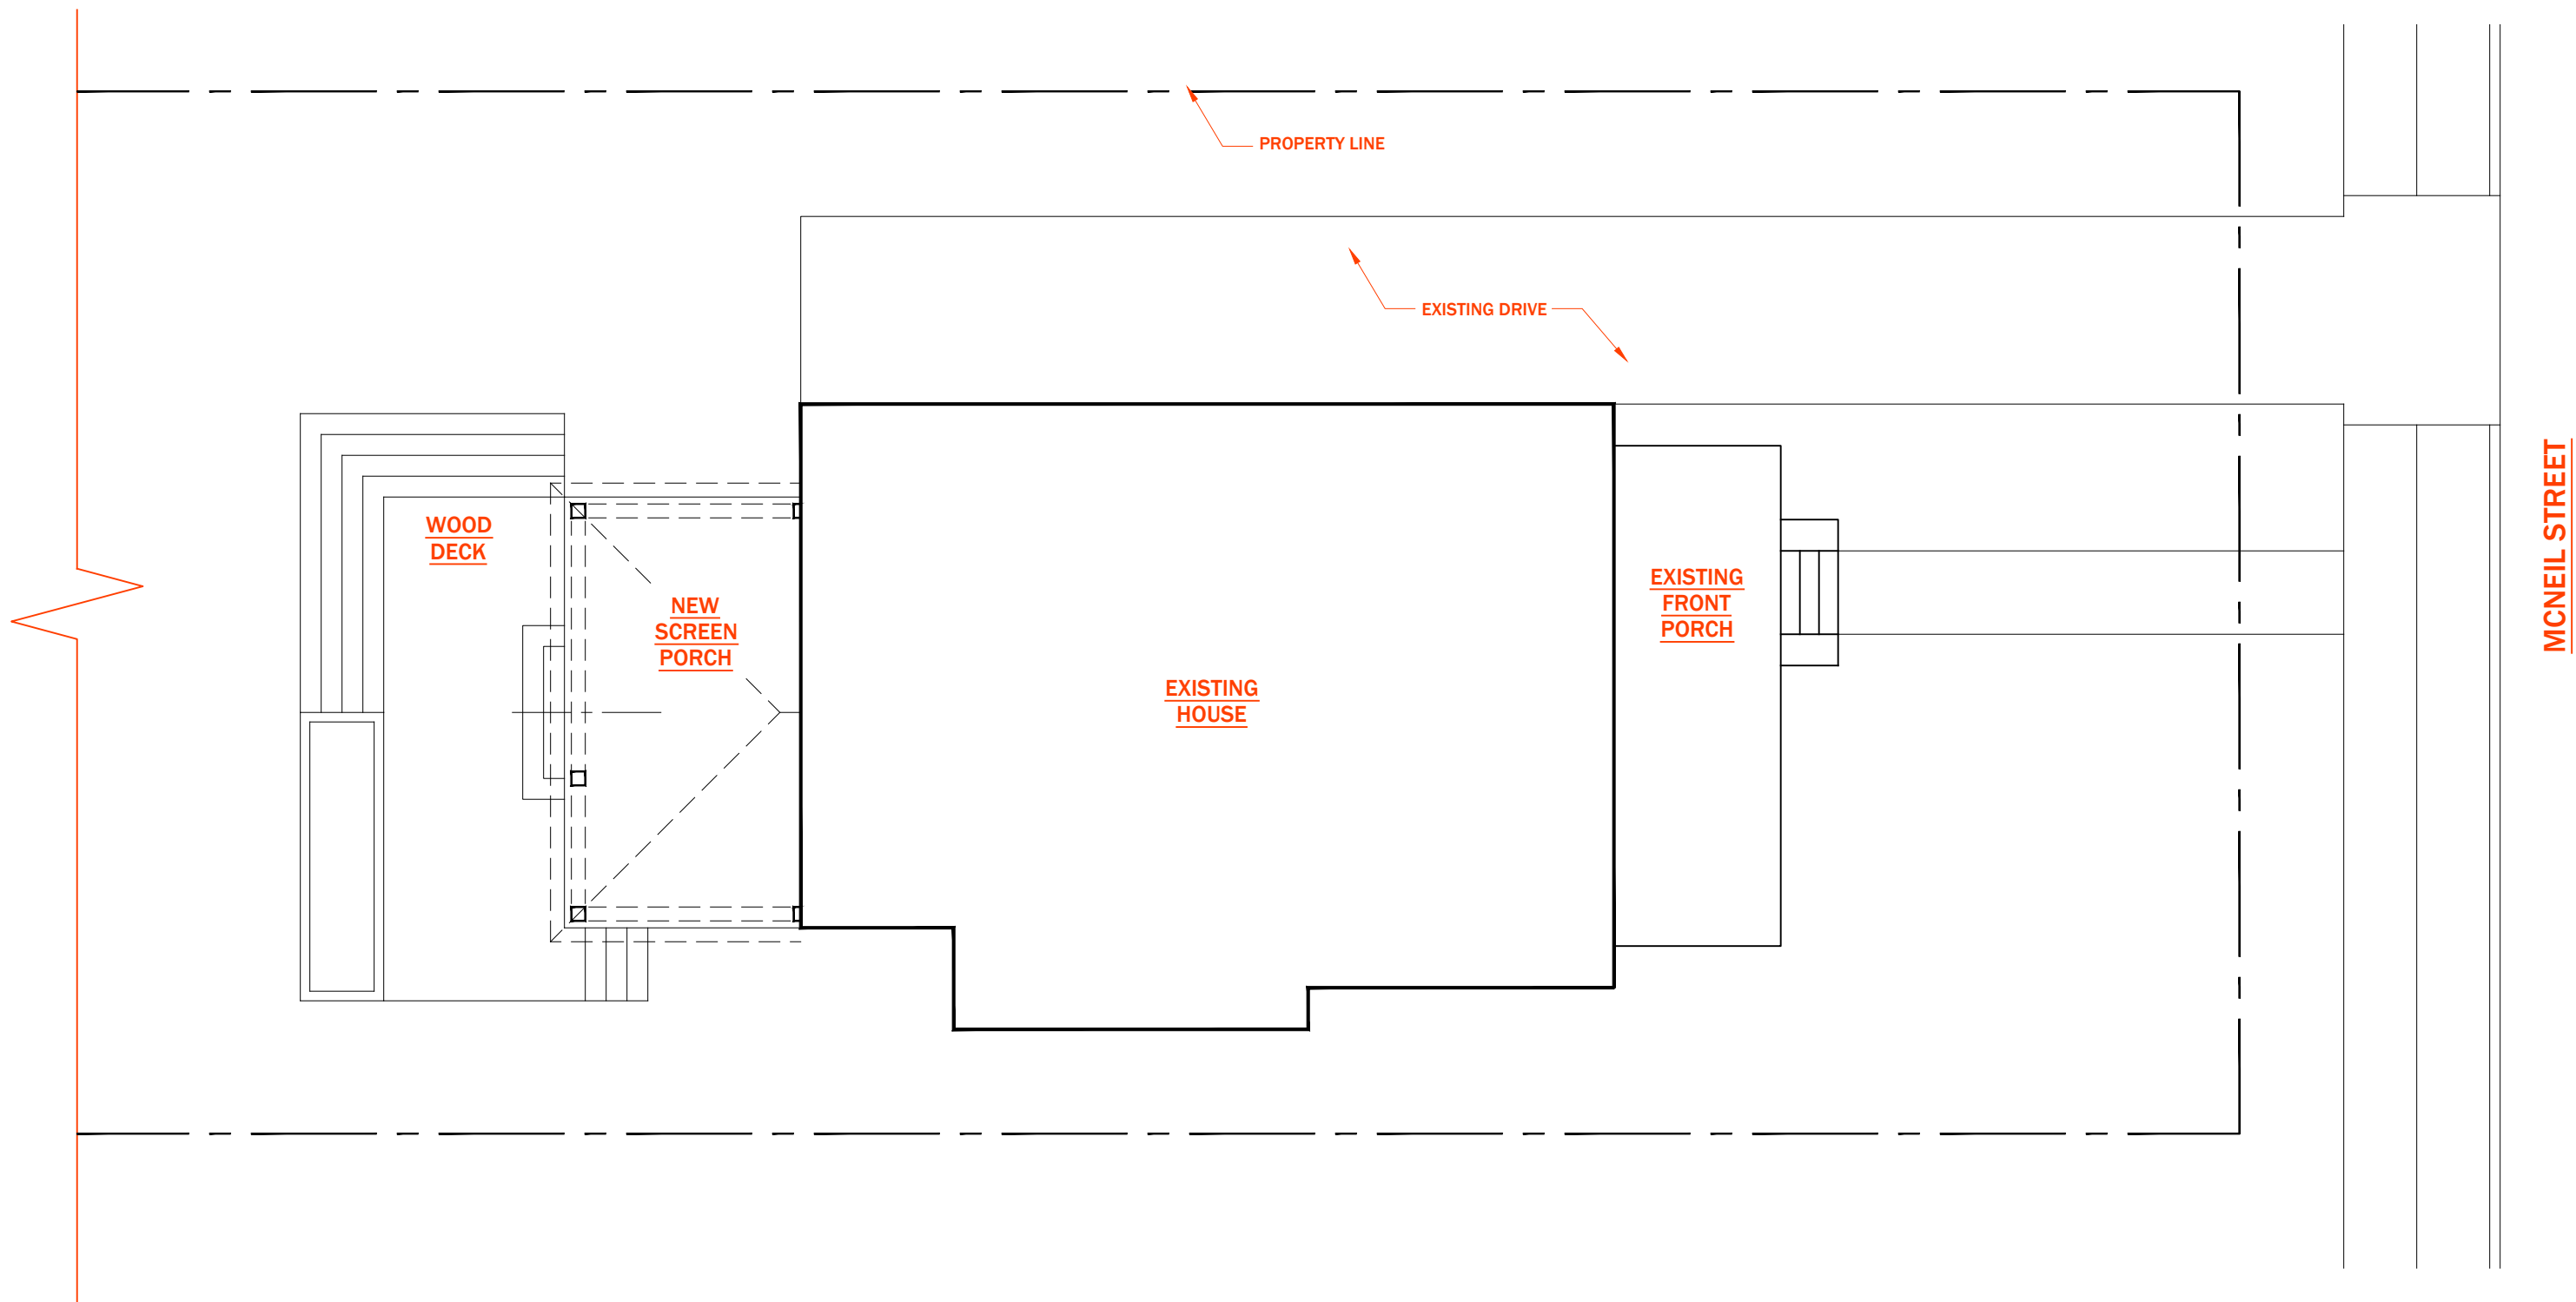 PROPERTY LINE
EXISTING DRIVE
WOOD
DECK
NEW
SCREEN
PORCH
EXISTING
HOUSE
EXISTING
FRONT
PORCH
MCNEIL STREET